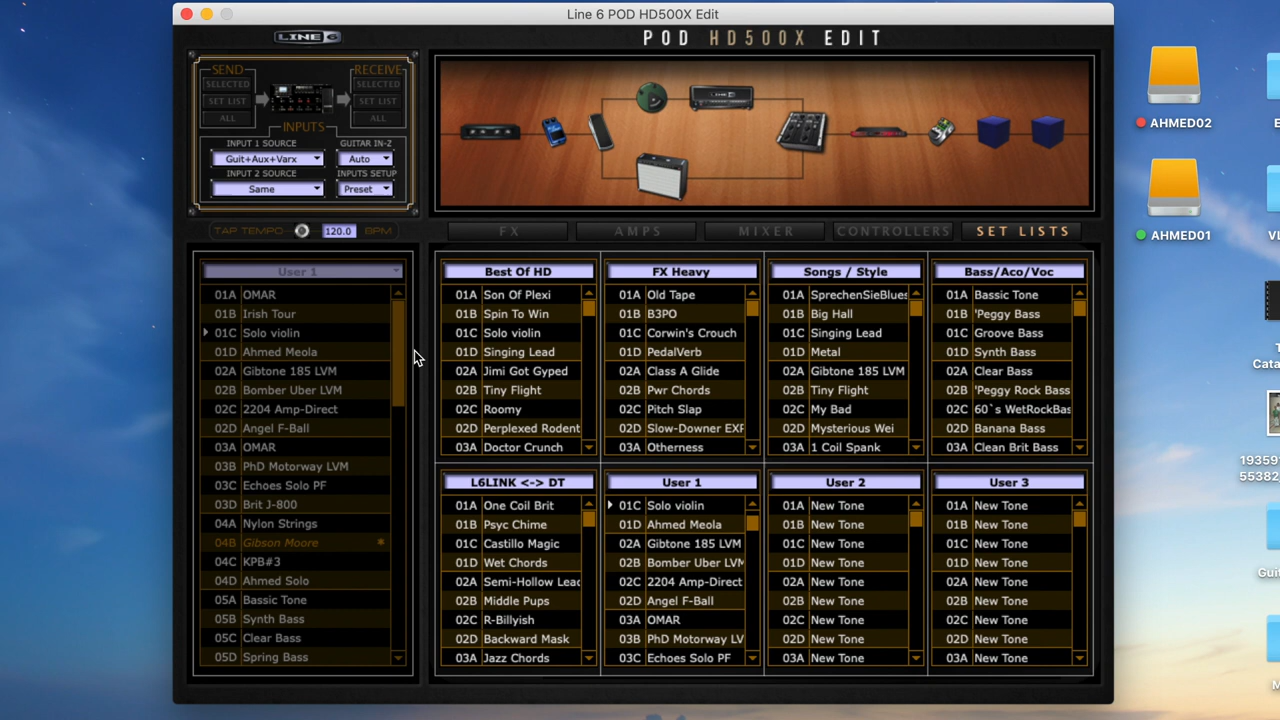 Line 6 POD HD500X Edit
LINE 6
POD HD500X EDIT
SEND
RECEIVE
SELECTED
SELECTED
SET LIST
SET LIST
ALL
ALL
INPUTS
INPUT 1 SOURCE
GUITAR IN-Z
Guit+Aux+Varx
Auto
INPUT 2 SOURCE
INPUTS SETUP
Same
Preset
TAP TEMPO 120.0 BPM
FX
AMPS
MIXER
CONTROLLERS
SET LISTS
User 1
01A OMAR
01B Irish Tour
01C Solo violin
01D Ahmed Meola
02A Gibtone 185 LVM
02B Bomber Uber LVM
02C 2204 Amp-Direct
02D Angel F-Ball
03A OMAR
03B PhD Motorway LVM
03C Echoes Solo PF
03D Brit J-800
04A Nylon Strings
04B Gibson Moore *
04C KPB#3
04D Ahmed Solo
05A Bassic Tone
05B Synth Bass
05C Clear Bass
05D Spring Bass
Best Of HD
01A Son Of Plexi
01B Spin To Win
01C Solo violin
01D Singing Lead
02A Jimi Got Gyped
02B Tiny Flight
02C Roomy
02D Perplexed Rodent
03A Doctor Crunch
FX Heavy
01A Old Tape
01B B3PO
01C Corwin's Crouch
01D PedalVerb
02A Class A Glide
02B Pwr Chords
02C Pitch Slap
02D Slow-Downer EXF
03A Otherness
Songs / Style
01A SprechenSieBlues
01B Big Hall
01C Singing Lead
01D Metal
02A Gibtone 185 LVM
02B Tiny Flight
02C My Bad
02D Mysterious Wei
03A 1 Coil Spank
Bass/Aco/Voc
01A Bassic Tone
01B 'Peggy Bass
01C Groove Bass
01D Synth Bass
02A Clear Bass
02B 'Peggy Rock Bass
02C 60`s WetRockBas
02D Banana Bass
03A Clean Brit Bass
L6LINK <-> DT
01A One Coil Brit
01B Psyc Chime
01C Castillo Magic
01D Wet Chords
02A Semi-Hollow Lead
02B Middle Pups
02C R-Billyish
02D Backward Mask
03A Jazz Chords
User 1
01C Solo violin
01D Ahmed Meola
02A Gibtone 185 LVM
02B Bomber Uber LVM
02C 2204 Amp-Direct
02D Angel F-Ball
03A OMAR
03B PhD Motorway LV
03C Echoes Solo PF
User 2
01A New Tone
01B New Tone
01C New Tone
01D New Tone
02A New Tone
02B New Tone
02C New Tone
02D New Tone
03A New Tone
User 3
01A New Tone
01B New Tone
01C New Tone
01D New Tone
02A New Tone
02B New Tone
02C New Tone
02D New Tone
03A New Tone
AHMED02
AHMED01
Cata
19359
55382
Gui